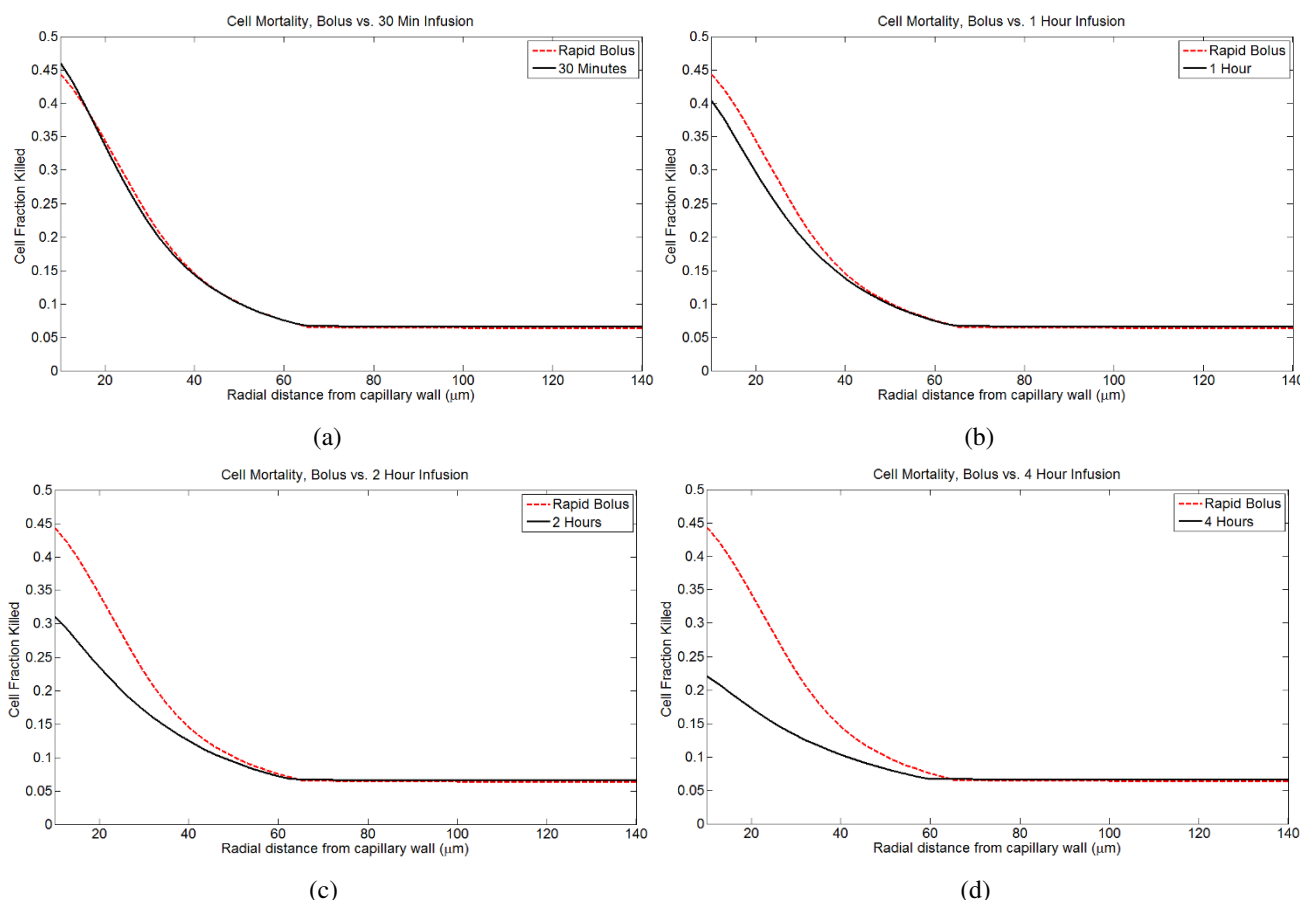 Cell Mortality, Bolus vs. 30 Min Infusion
0.5
0.45
0.4
0.35
0.3
0.25
0.2
0.15
0.1
0.05
0
Cell Fraction Killed
Rapid Bolus
30 Minutes
20 40 60 80 100 120 140
Radial distance from capillary wall (μm)
(a)
Cell Mortality, Bolus vs. 1 Hour Infusion
0.5
0.45
0.4
0.35
0.3
0.25
0.2
0.15
0.1
0.05
0
Cell Fraction Killed
Rapid Bolus
1 Hour
20 40 60 80 100 120 140
Radial distance from capillary wall (μm)
(b)
Cell Mortality, Bolus vs. 2 Hour Infusion
0.5
0.45
0.4
0.35
0.3
0.25
0.2
0.15
0.1
0.05
0
Cell Fraction Killed
Rapid Bolus
2 Hours
20 40 60 80 100 120 140
Radial distance from capillary wall (μm)
(c)
Cell Mortality, Bolus vs. 4 Hour Infusion
0.5
0.45
0.4
0.35
0.3
0.25
0.2
0.15
0.1
0.05
0
Cell Fraction Killed
Rapid Bolus
4 Hours
20 40 60 80 100 120 140
Radial distance from capillary wall (μm)
(d)